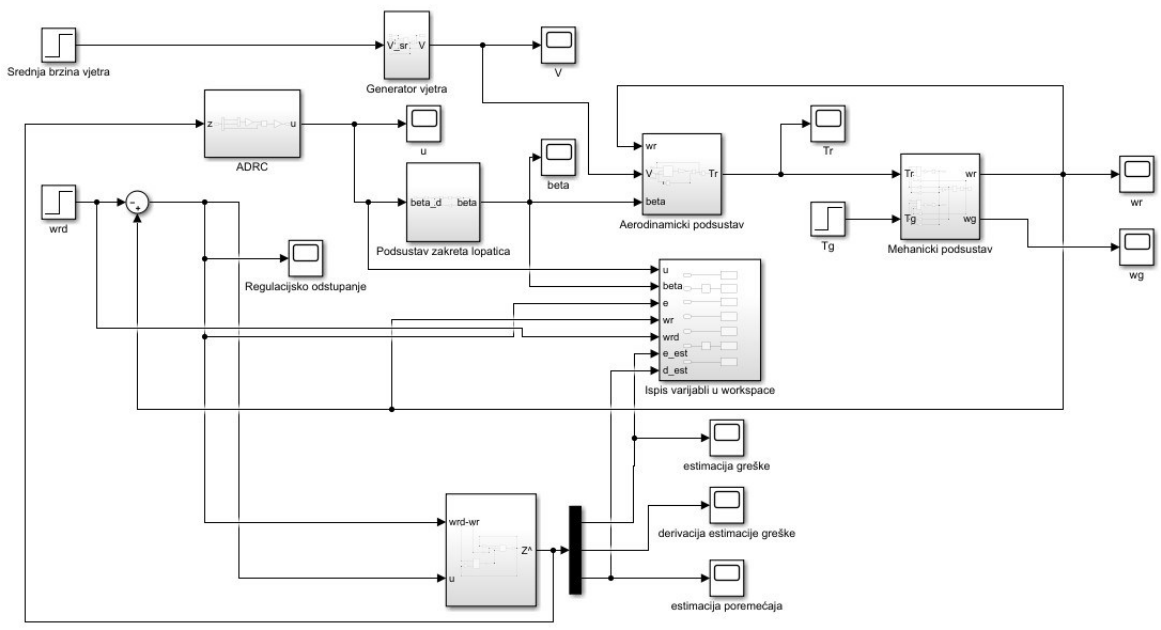 Srednja brzina vjetra
V_sr
V
Generator vjetra
V
z
u
ADRC
u
beta
wr
V
beta
Tr
Aerodinamicki podsustav
Tr
Tr
Tg
wr
wg
Mehanicki podsustav
wr
wg
Tg
wrd
beta_d
beta
Podsustav zakreta lopatica
Regulacijsko odstupanje
u
beta
e
wr
wrd
e_est
d_est
Ispis varijabli u workspace
estimacija greške
derivacija estimacije greške
estimacija poremećaja
wrd-wr
u
Z^